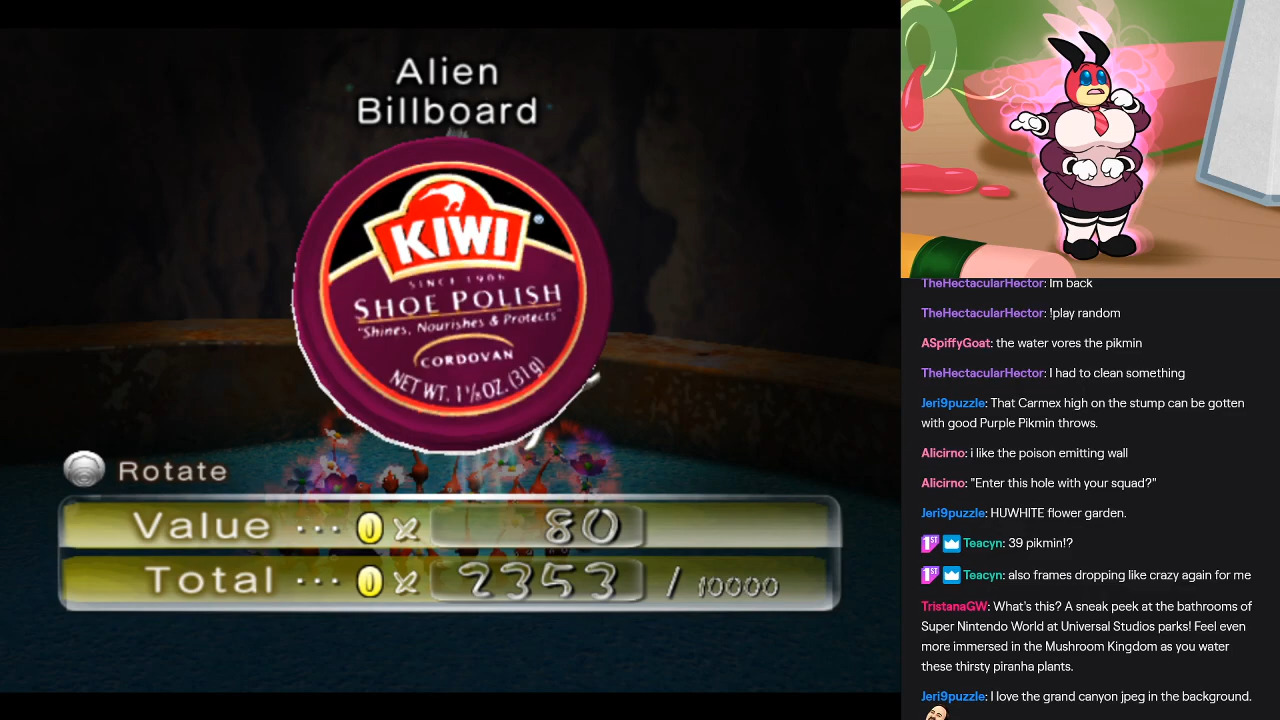 Alien
Billboard
KIWI
®
SINCE 1906
SHOE POLISH
"Shines, Nourishes & Protects"
CORDOVAN
NET WT. 1 1/8 OZ. (31g)
Rotate
Value ··· 0 x 80
Total ··· 0 x 2353 / 10000
TheHectacularHector: Im back
TheHectacularHector: !play random
ASpiffyGoat: the water vores the pikmin
TheHectacularHector: I had to clean something
Jeri9puzzle: That Carmex high on the stump can be gotten
with good Purple Pikmin throws.
Alicirno: i like the poison emitting wall
Alicirno: "Enter this hole with your squad?"
Jeri9puzzle: HUWHITE flower garden.
1ST Teacyn: 39 pikmin!?
1ST Teacyn: also frames dropping like crazy again for me
TristanaGW: What's this? A sneak peek at the bathrooms of
Super Nintendo World at Universal Studios parks! Feel even
more immersed in the Mushroom Kingdom as you water
these thirsty piranha plants.
Jeri9puzzle: I love the grand canyon jpeg in the background.